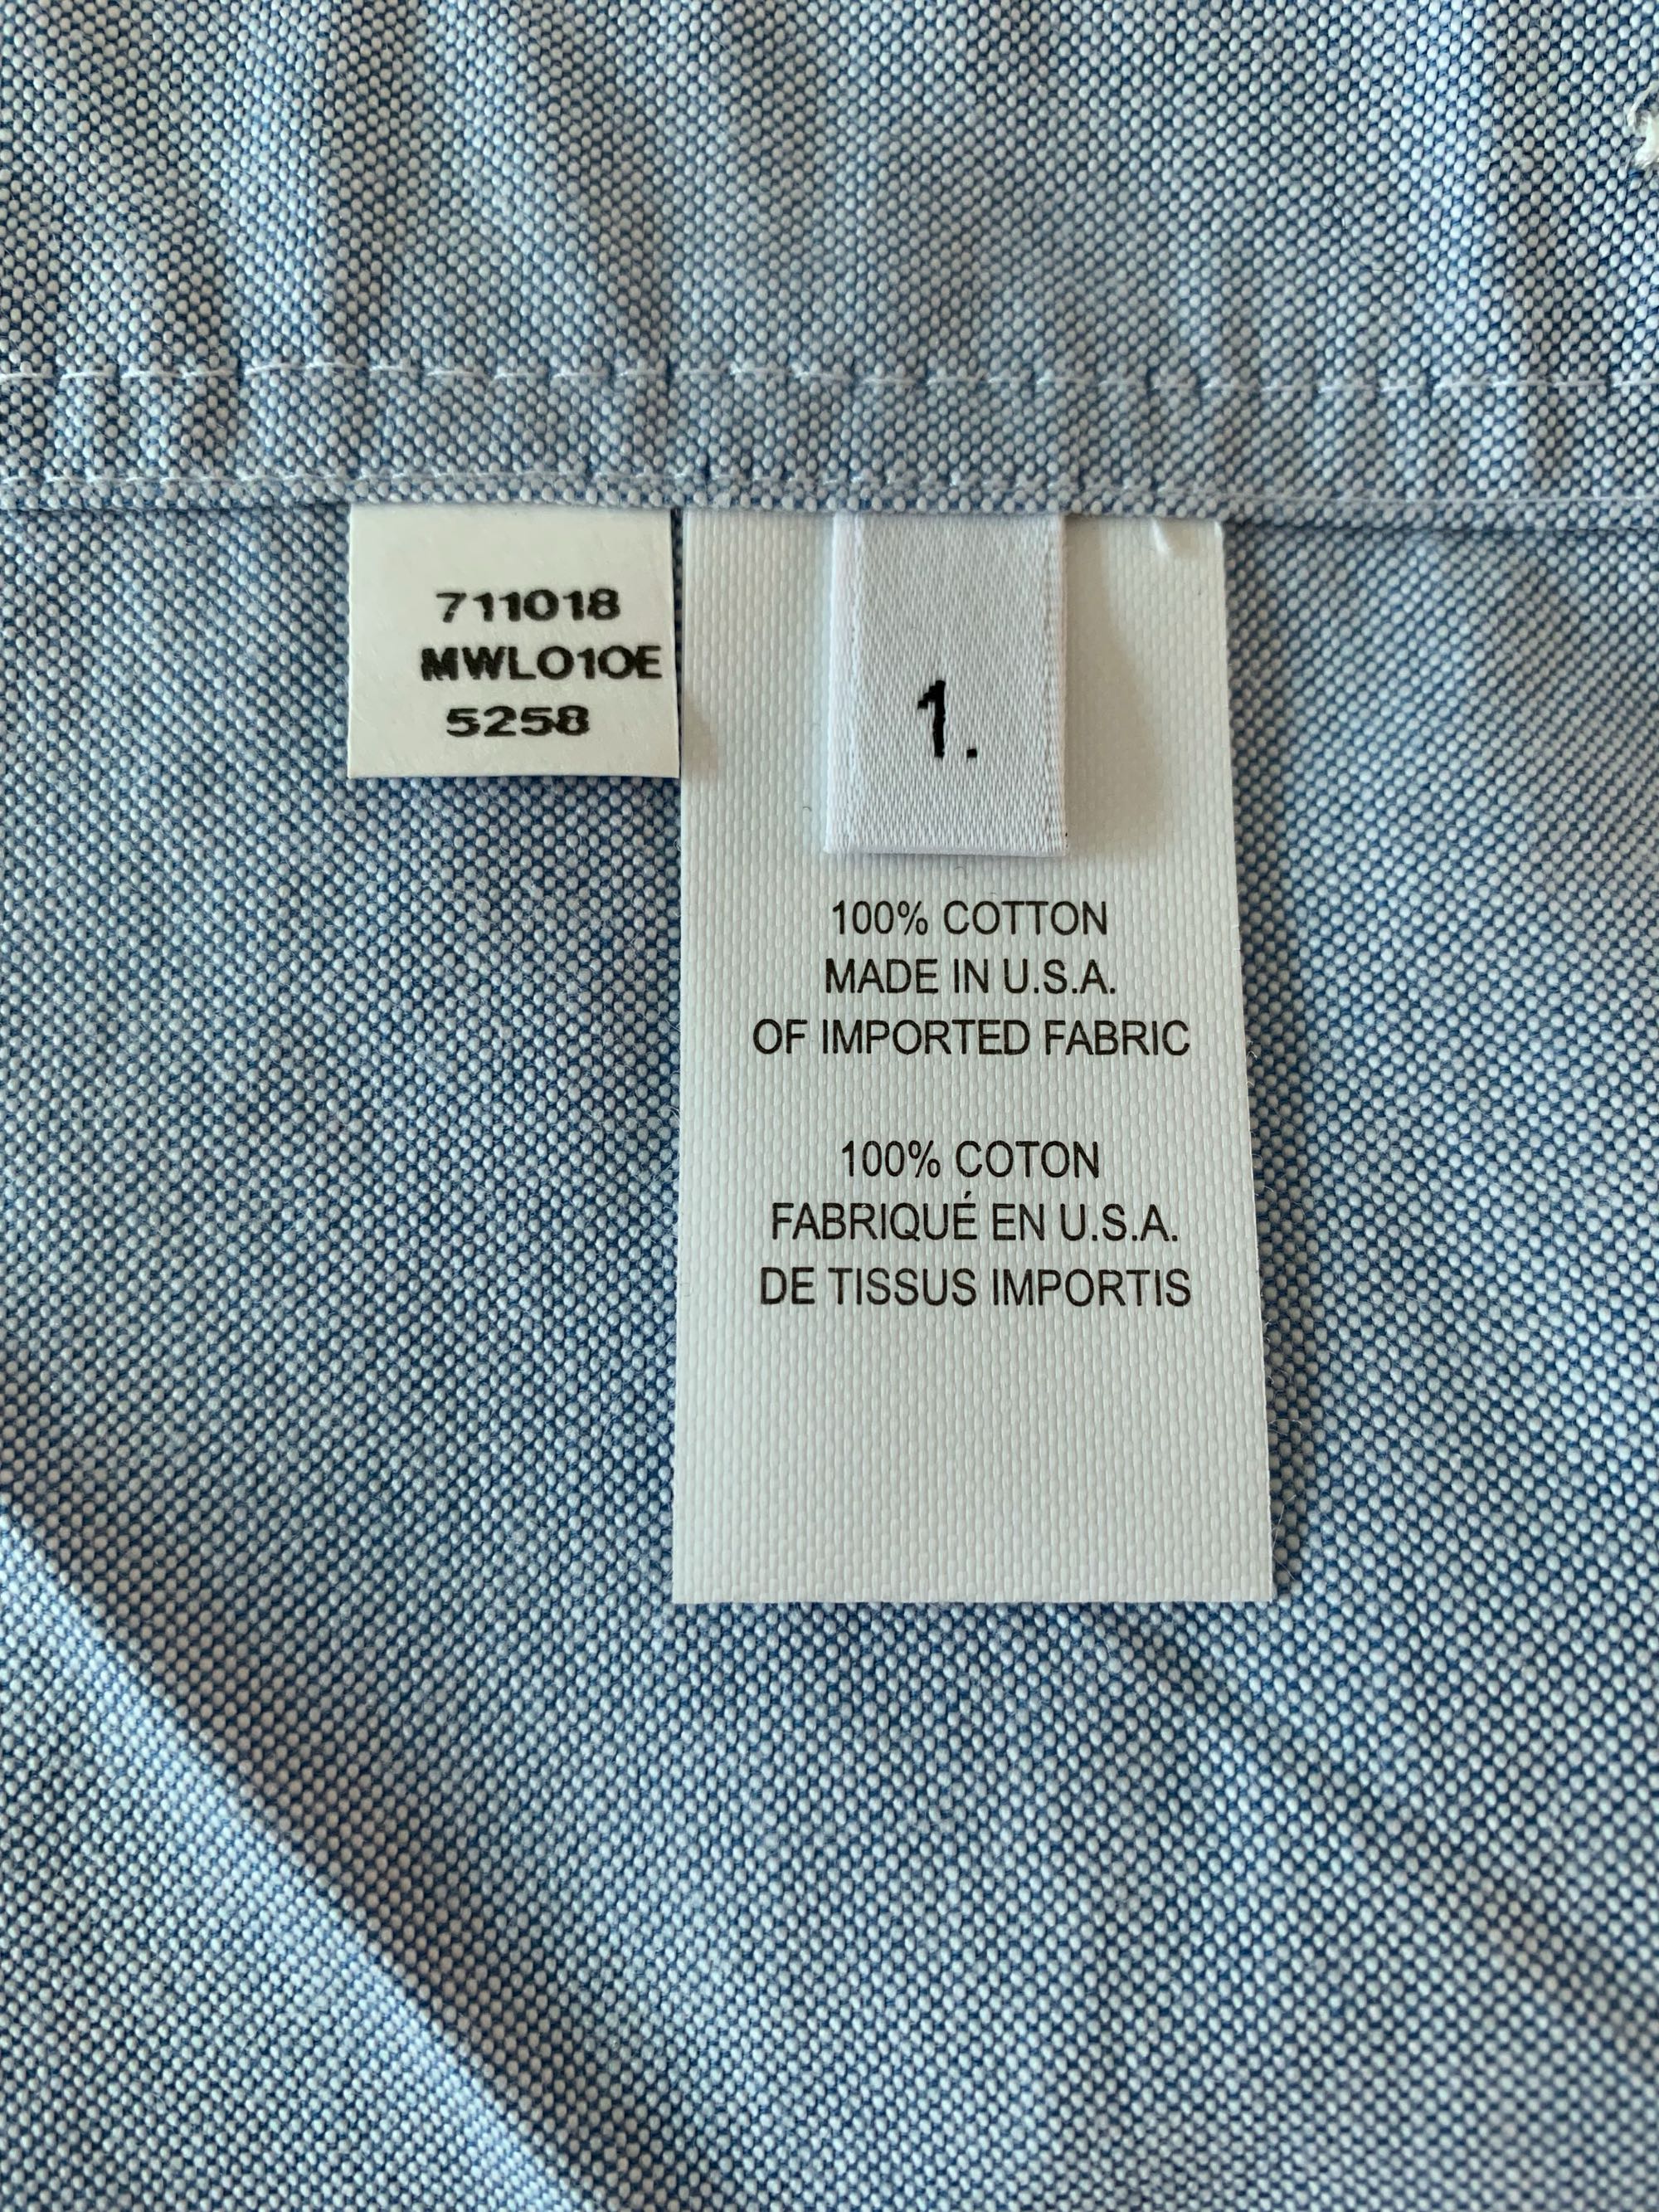 711018
MWL010E
5258
1.
100% COTTON
MADE IN U.S.A.
OF IMPORTED FABRIC
100% COTON
FABRIQUÉ EN U.S.A.
DE TISSUS IMPORTIS